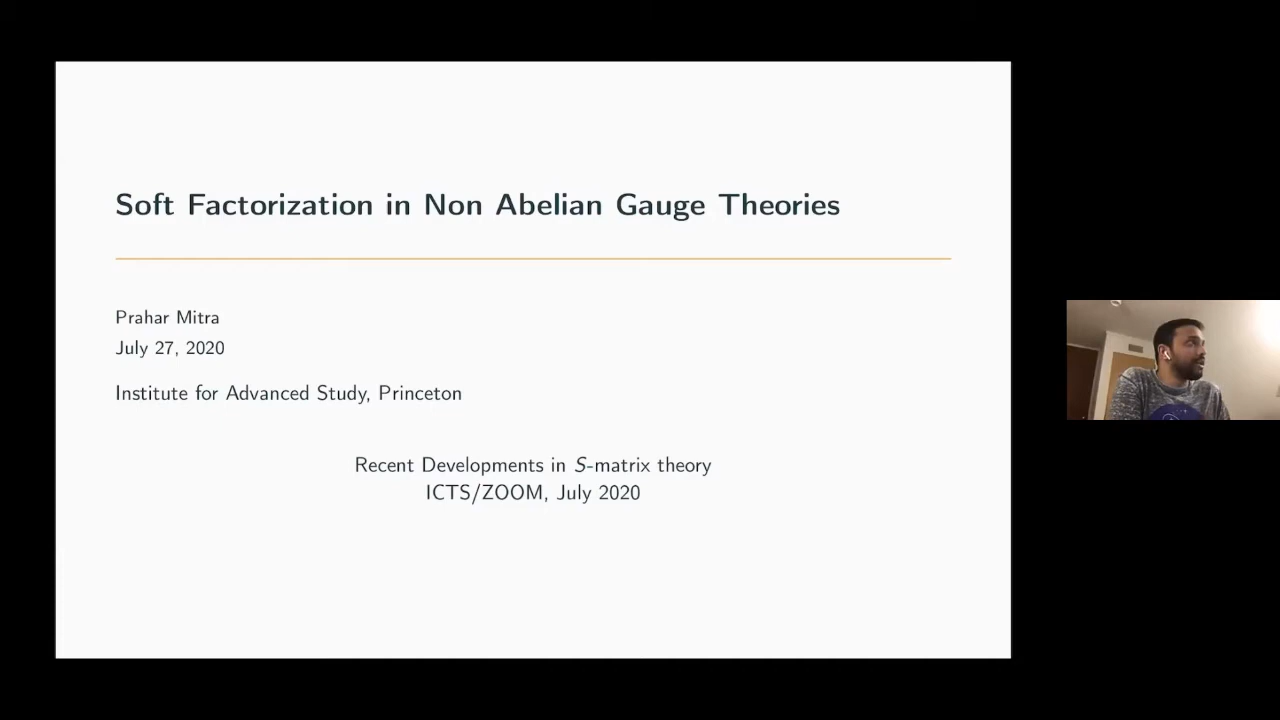 Soft Factorization in Non Abelian Gauge Theories
Prahar Mitra
July 27, 2020
Institute for Advanced Study, Princeton
Recent Developments in S-matrix theory
ICTS/ZOOM, July 2020